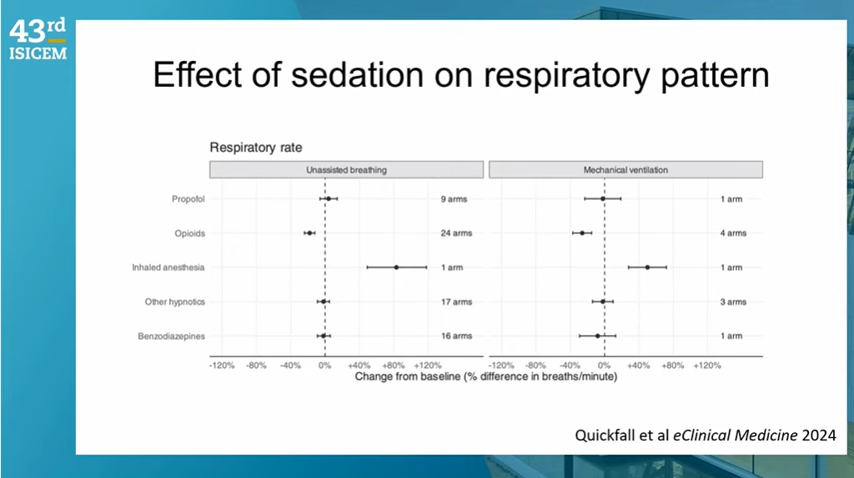 43rd
ISICEM
Effect of sedation on respiratory pattern
Respiratory rate
Unassisted breathing
Mechanical ventilation
Propofol 9 arms 1 arm
Opioids 24 arms 4 arms
Inhaled anesthesia 1 arm 1 arm
Other hypnotics 17 arms 3 arms
Benzodiazepines 16 arms 1 arm
-120% -80% -40% 0% +40% +80% +120% -120% -80% -40% 0% +40% +80% +120%
Change from baseline (% difference in breaths/minute)
Quickfall et al eClinical Medicine 2024